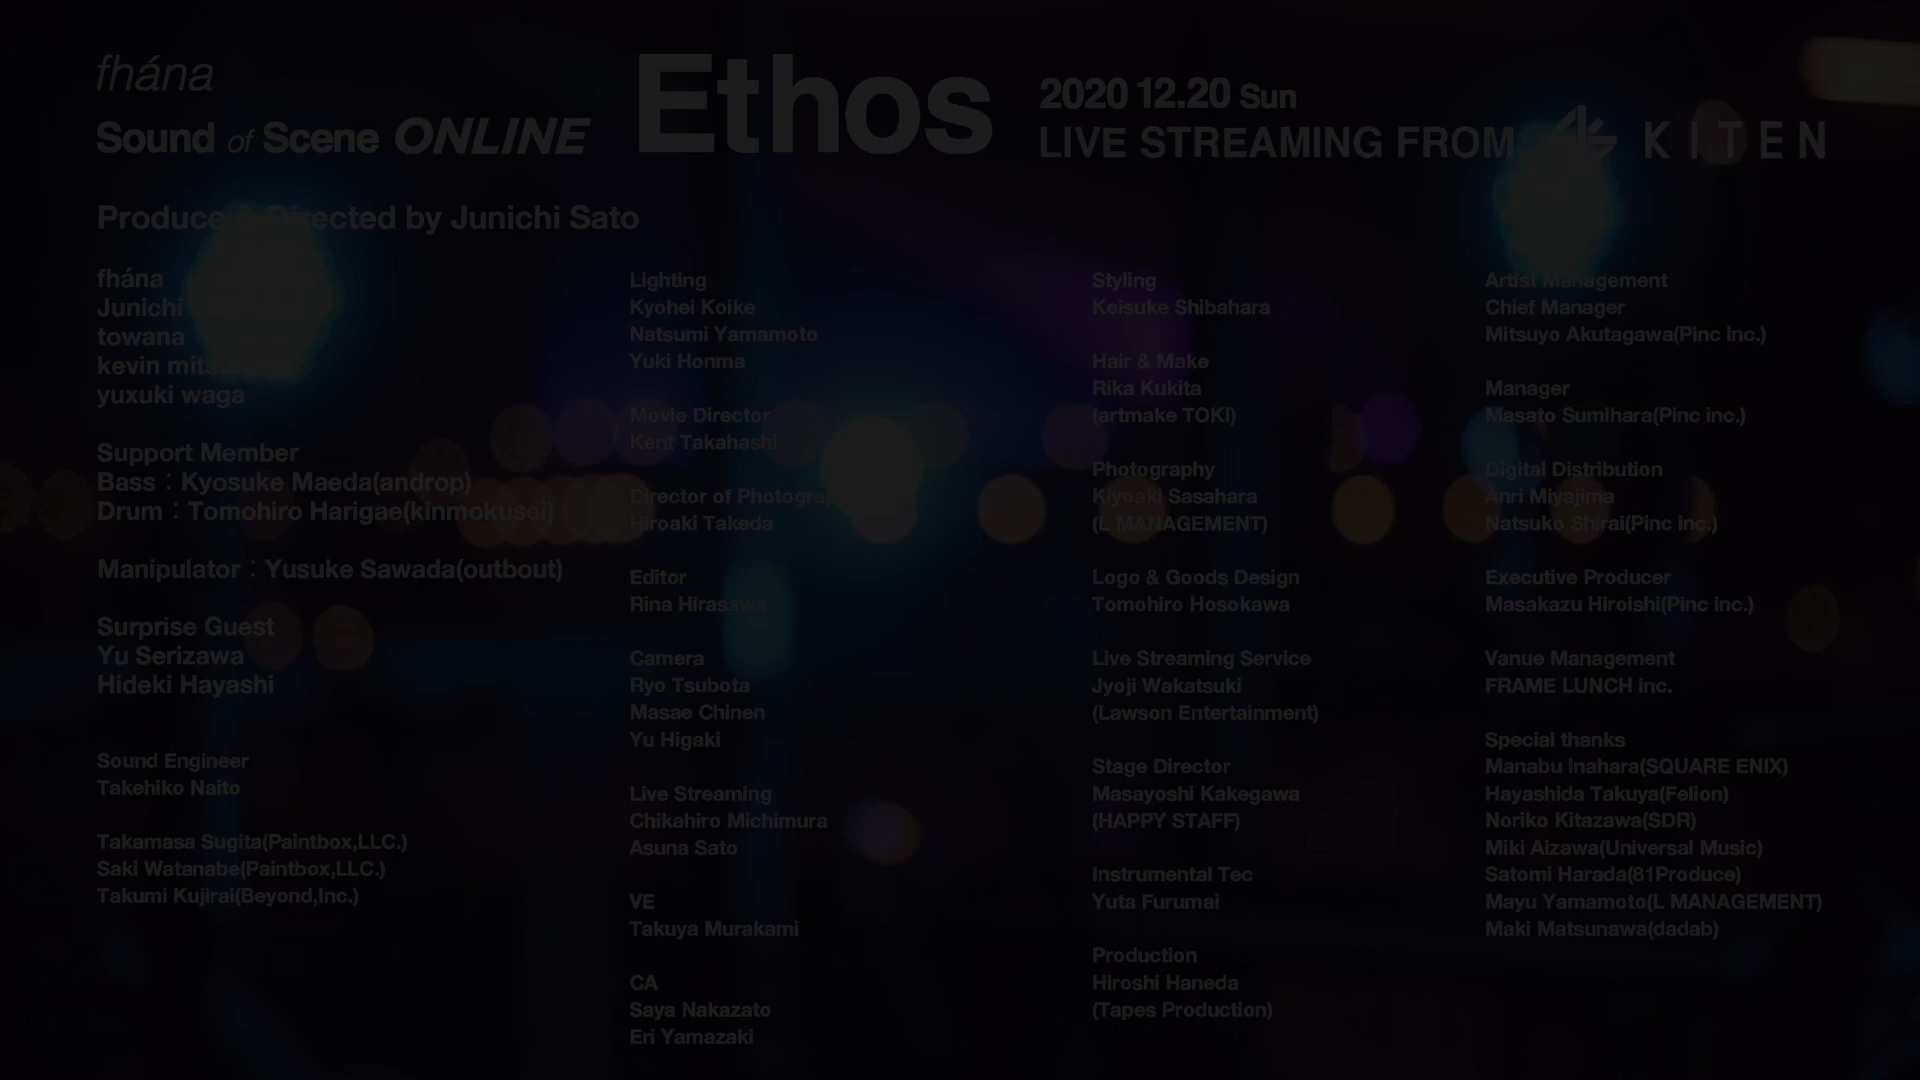 fhána
Sound of Scene ONLINE
Ethos
2020 12.20 Sun
LIVE STREAMING FROM KITEN
Produce & Directed by Junichi Sato
fhána
Junichi
towana
kevin
yuxuki waga
Support Member
Bass：Kyosuke Maeda(androp)
Drum：Tomohiro Harigae(kinmokusei)
Manipulator：Yusuke Sawada(outbout)
Surprise Guest
Yu Serizawa
Hideki Hayashi
Sound Engineer
Takehiko Naito
Takamasa Sugita(Paintbox,LLC.)
Saki Watanabe(Paintbox,LLC.)
Takumi Kujirai(Beyond,Inc.)
Lighting
Kyohei Koike
Natsumi Yamamoto
Yuki Honma
Movie Director
Kent Takahashi
Director of
Hiroaki Takeda
Editor
Rina Hirasawa
Camera
Ryo Tsubota
Masae Chinen
Yu Higaki
Live Streaming
Chikahiro Michimura
Asuna Sato
VE
Takuya Murakami
CA
Saya Nakazato
Eri Yamazaki
Styling
Keisuke Shibahara
Hair & Make
Rika Kukita
(artmake TOKI)
Photography
Kiyoaki Sasahara
(L MANAGEMENT)
Logo & Goods Design
Tomohiro Hosokawa
Live Streaming Service
Jyoji Wakatsuki
(Lawson Entertainment)
Stage Director
Masayoshi Kakegawa
(HAPPY STAFF)
Instrumental Tec
Yuta Furumai
Production
Hiroshi Haneda
(Tapes Production)
Artist Management
Chief Manager
Mitsuyo Akutagawa(Pinc inc.)
Manager
Masato Sumihara(Pinc inc.)
Digital Distribution
Anri Miyajima
Natsuko Shirai(Pinc inc.)
Executive Producer
Masakazu Hiroishi(Pinc inc.)
Vanue Management
FRAME LUNCH inc.
Special thanks
Manabu Inahara(SQUARE ENIX)
Hayashida Takuya(Felion)
Noriko Kitazawa(SDR)
Miki Aizawa(Universal Music)
Satomi Harada(81Produce)
Mayu Yamamoto(L MANAGEMENT)
Maki Matsunawa(dadab)